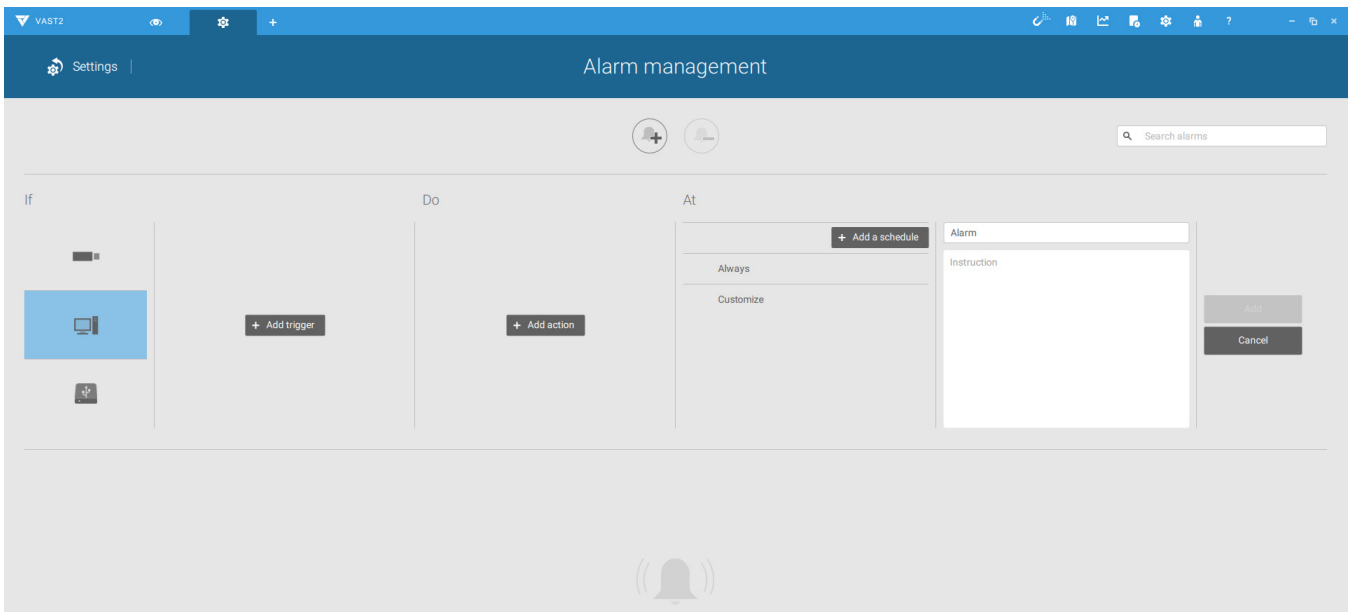 VAST2
+
?
Settings
Alarm management
Search alarms
If
Do
At
+ Add a schedule
Alarm
Always
Instruction
Customize
Add
+ Add trigger
+ Add action
Cancel